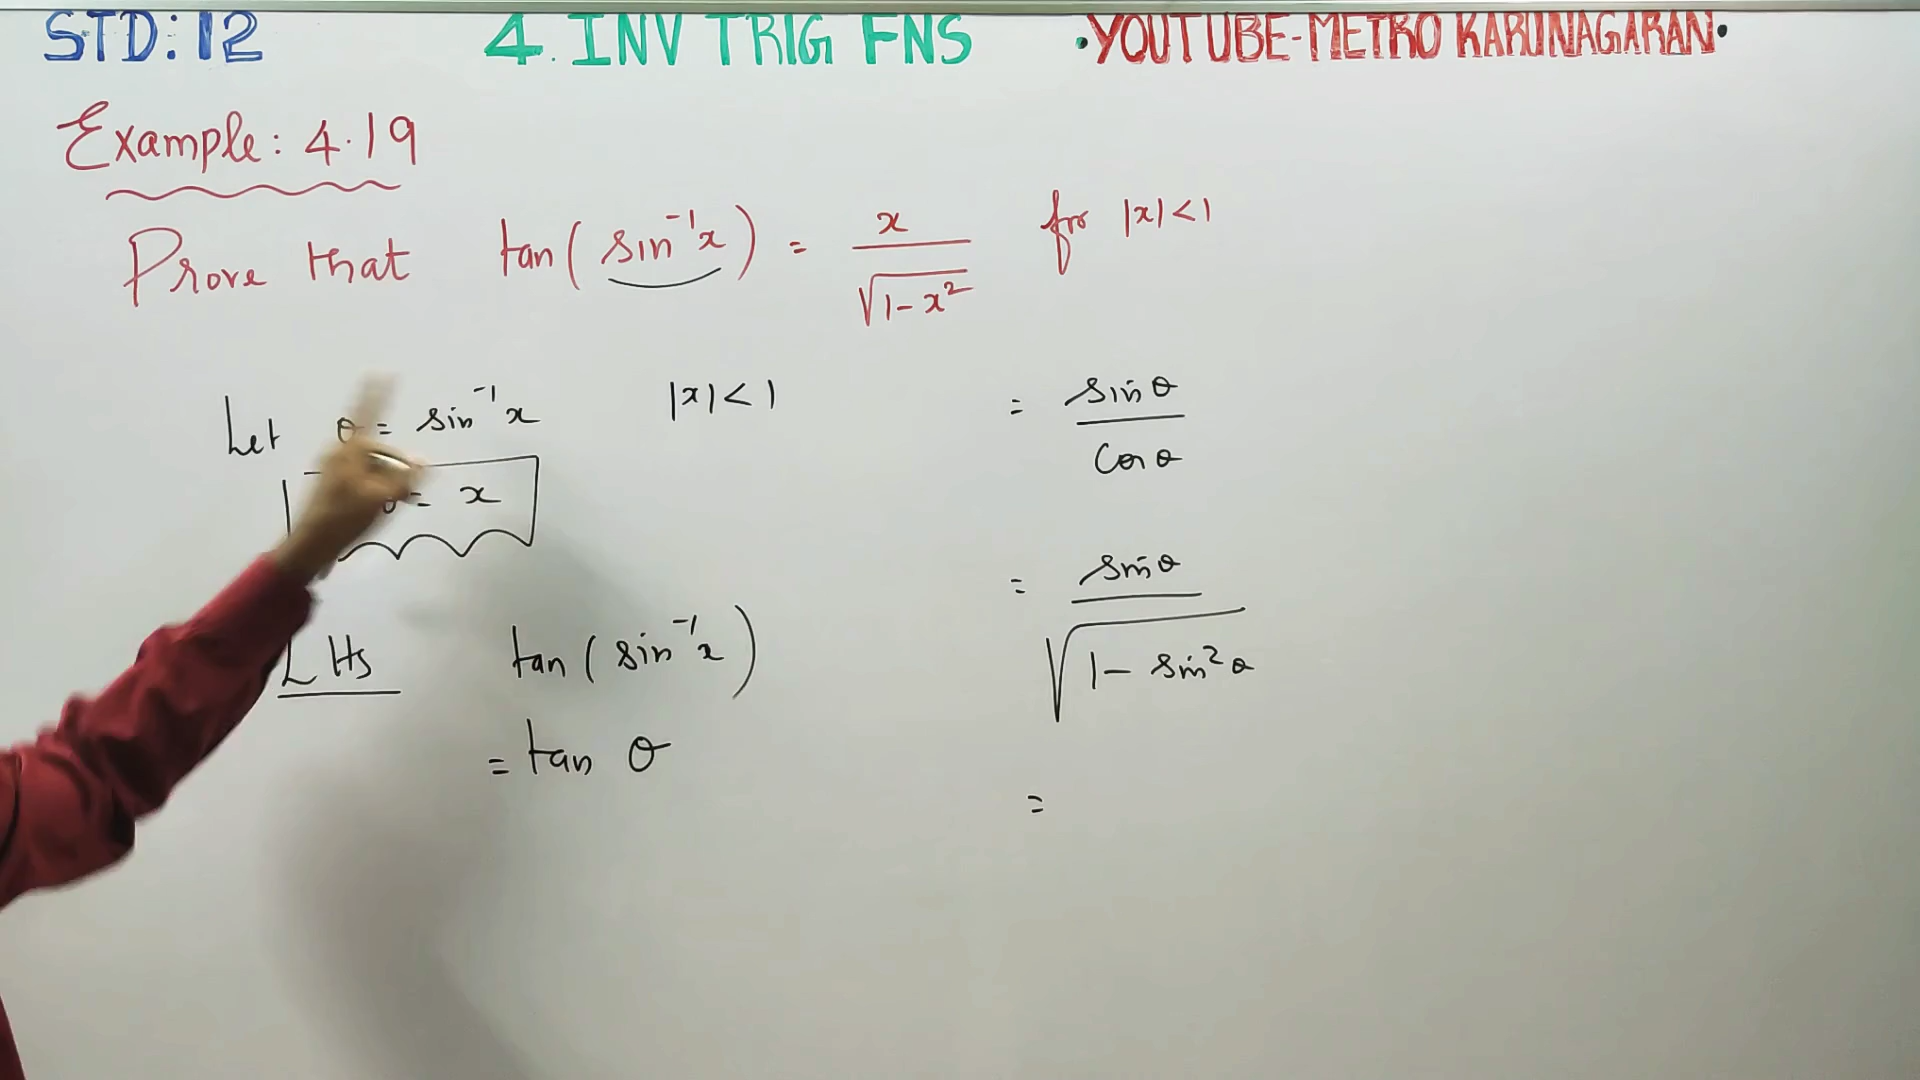 STD: 12 4. INV TRIG FNS •YOUTUBE-METRO KARUNAGARAN•
Example: 4.19
Prove that tan(sin⁻¹x) = x/√(1-x²) for |x|<1
Let θ = sin⁻¹x |x|<1
θ = x
LHS tan(sin⁻¹x)
= tan θ
= sinθ/cosθ
= sinθ/√(1-sin²θ)
=